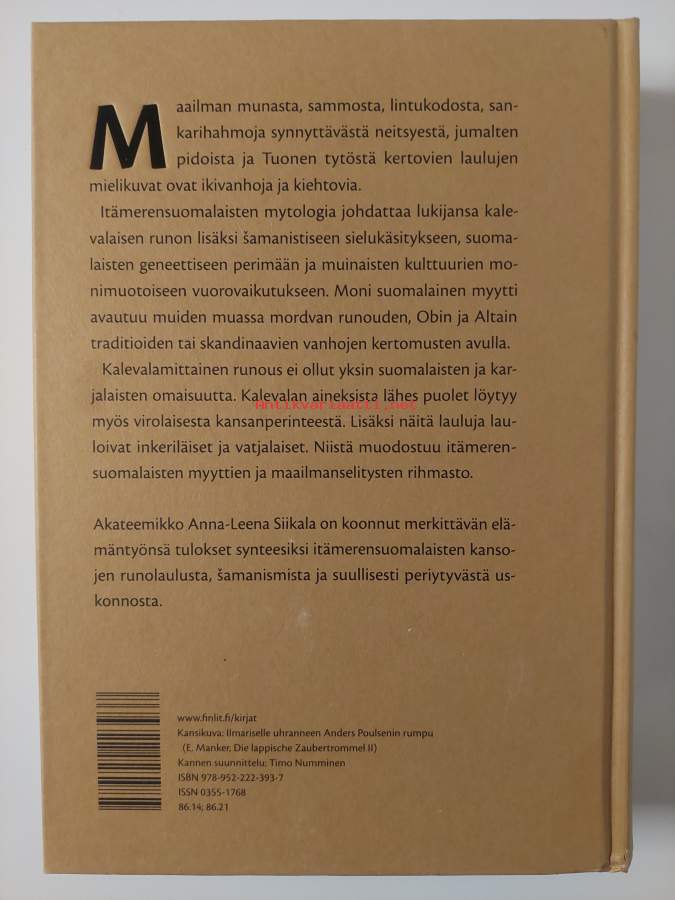 Maailman munasta, sammosta, lintukodosta, san-
karihahmoja synnyttävästä neitsyestä, jumalten
pidoista ja Tuonen tytöstä kertovien laulujen
mielikuvat ovat ikivanhoja ja kiehtovia.
Itämerensuomalaisten mytologia johdattaa lukijansa kale-
valaisen runon lisäksi šamanistiseen sielukäsitykseen, suoma-
laisten geneettiseen perimään ja muinaisten kulttuurien mo-
nimuotoiseen vuorovaikutukseen. Moni suomalainen myytti
avautuu muiden muassa mordvan runouden, Obin ja Altain
traditioiden tai skandinaavien vanhojen kertomusten avulla.
Kalevalamittainen runous ei ollut yksin suomalaisten ja kar-
jalaisten omaisuutta. Kalevalan aineksista lähes puolet löytyy
antikvariaatti.net
myös virolaisesta kansanperinteestä. Lisäksi näitä lauluja lau-
loivat inkeriläiset ja vatjalaiset. Niistä muodostuu itämeren-
suomalaisten myyttien ja maailmanselitysten rihmasto.
Akateemikko Anna-Leena Siikala on koonnut merkittävän elä-
mäntyönsä tulokset synteesiksi itämerensuomalaisten kanso-
jen runolaulusta, šamanismista ja suullisesti periytyvästä us-
konnosta.
www.finlit.fi/kirjat
Kansikuva: Ilmariselle uhranneen Anders Poulsenin rumpu
(E. Manker, Die lappische Zaubertrommel II)
Kannen suunnittelu: Timo Numminen
ISBN 978-952-222-393-7
ISSN 0355-1768
86.14; 86.21